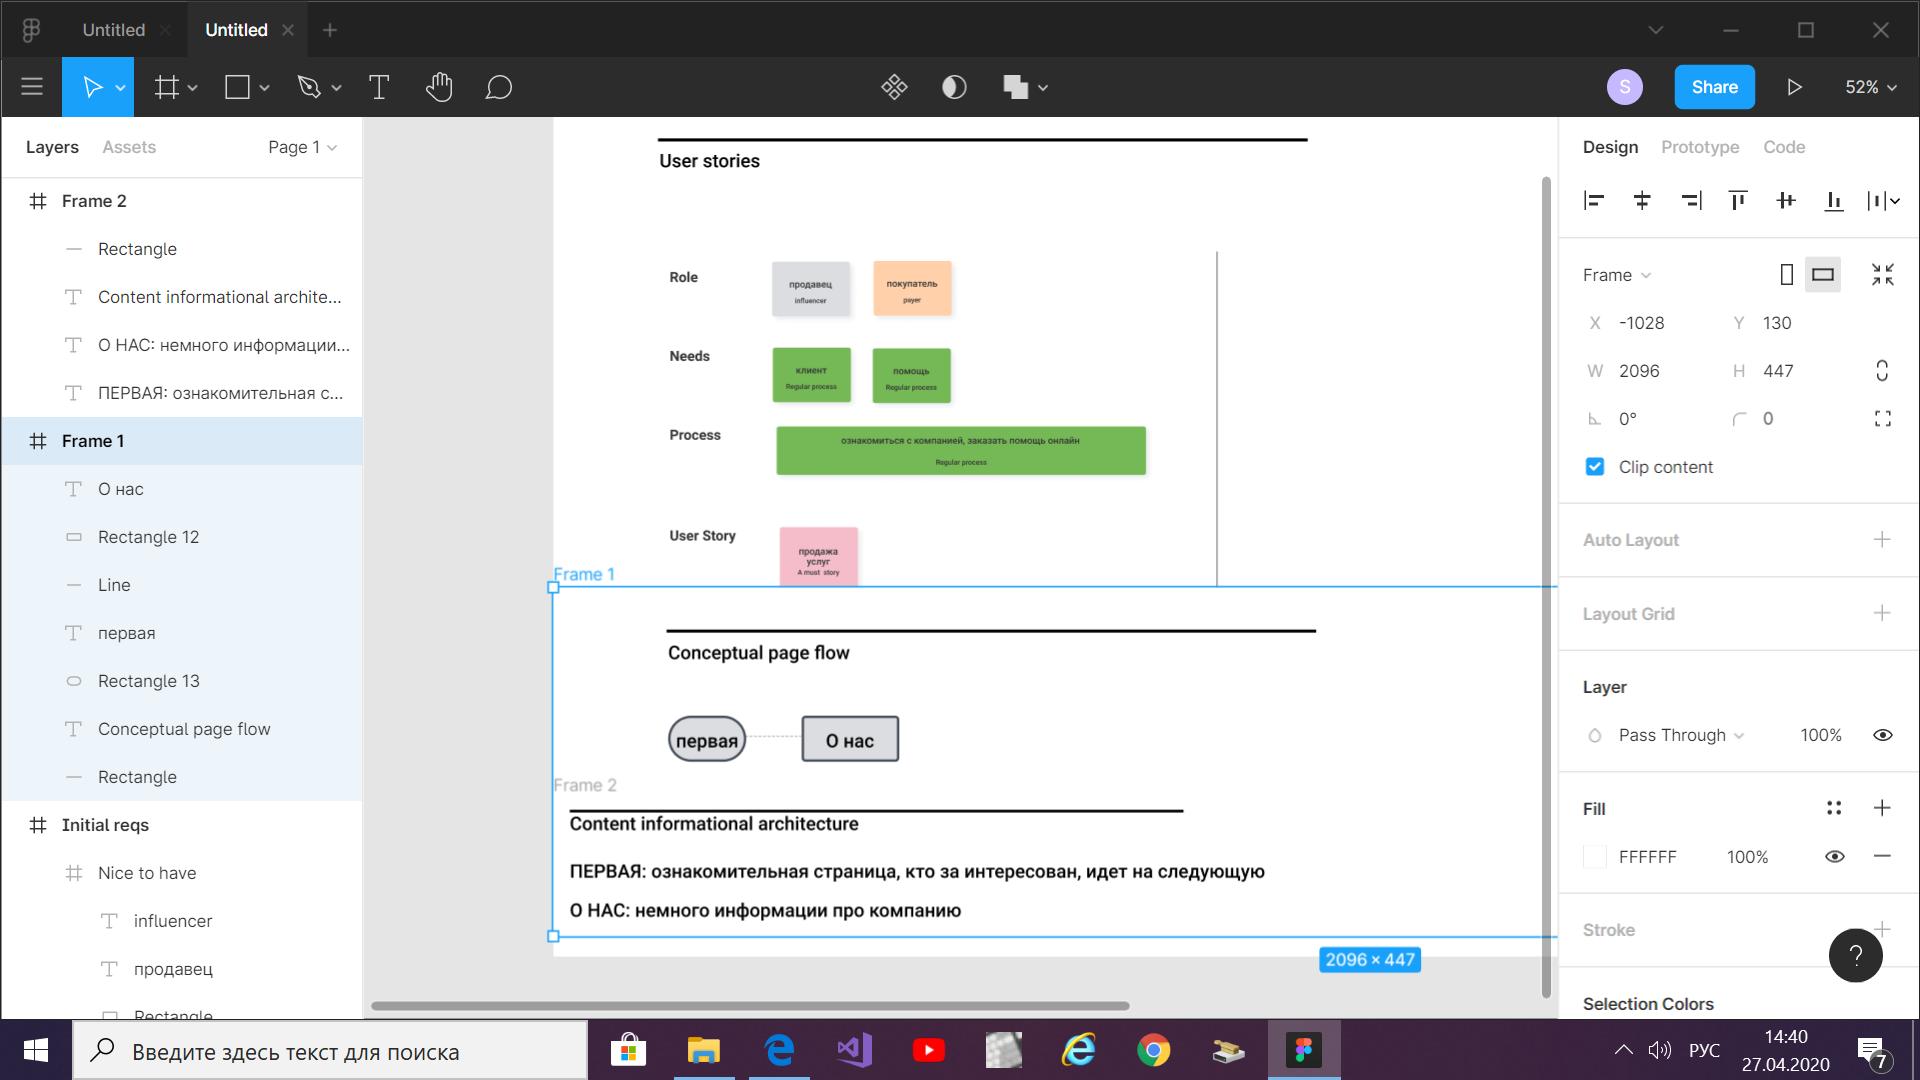 Untitled
Untitled
S
Share
52%
Layers
Assets
Page 1
Frame 2
Rectangle
Content informational archite...
О НАС: немного информации...
ПЕРВАЯ: ознакомительная с...
Frame 1
О нас
Rectangle 12
Line
первая
Rectangle 13
Conceptual page flow
Rectangle
Initial reqs
Nice to have
influencer
продавец
Rectangle
User stories
Role
продавец
influencer
покупатель
payer
Needs
клиент
Regular process
помощь
Regular process
Process
ознакомиться с компанией, заказать помощь онлайн
Regular process
User Story
продажа
услуг
A must story
Frame 1
Conceptual page flow
первая
О нас
Frame 2
Content informational architecture
ПЕРВАЯ: ознакомительная страница, кто за интересован, идет на следующую
О НАС: немного информации про компанию
2096 × 447
Design
Prototype
Code
Frame
X -1028
Y 130
W 2096
H 447
0°
0
Clip content
Auto Layout
Layout Grid
Layer
Pass Through
100%
Fill
FFFFFF
100%
Stroke
?
Selection Colors
Введите здесь текст для поиска
РУС
14:40
27.04.2020
7